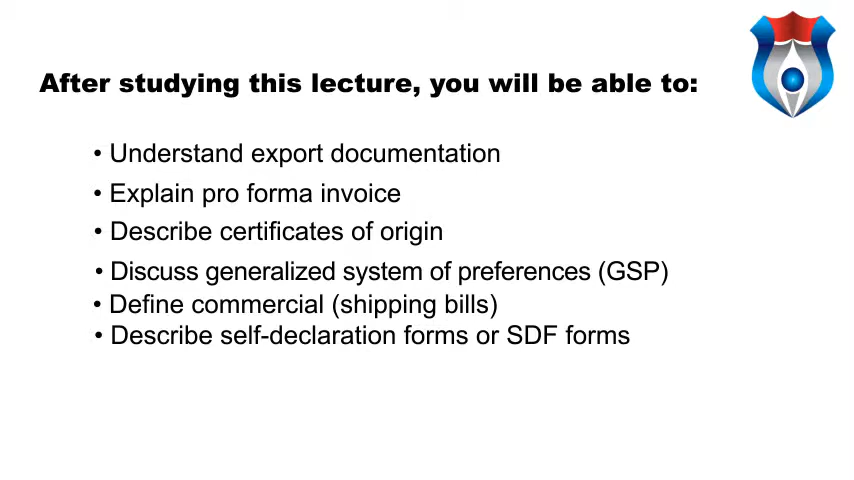 After studying this lecture, you will be able to:
• Understand export documentation
• Explain pro forma invoice
• Describe certificates of origin
• Discuss generalized system of preferences (GSP)
• Define commercial (shipping bills)
• Describe self-declaration forms or SDF forms